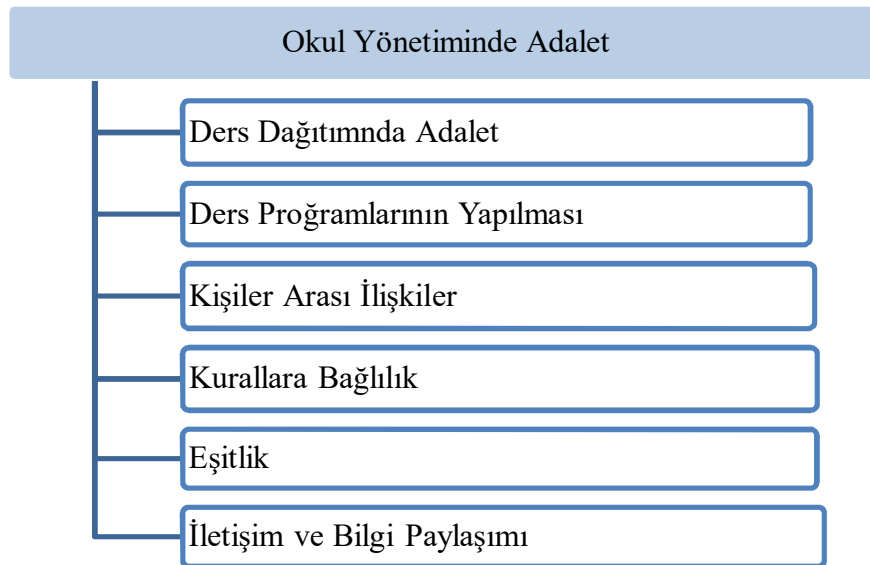 Okul Yönetiminde Adalet
Ders Dağıtımnda Adalet
Ders Proğramlarının Yapılması
Kişiler Arası İlişkiler
Kurallara Bağlılık
Eşitlik
İletişim ve Bilgi Paylaşımı